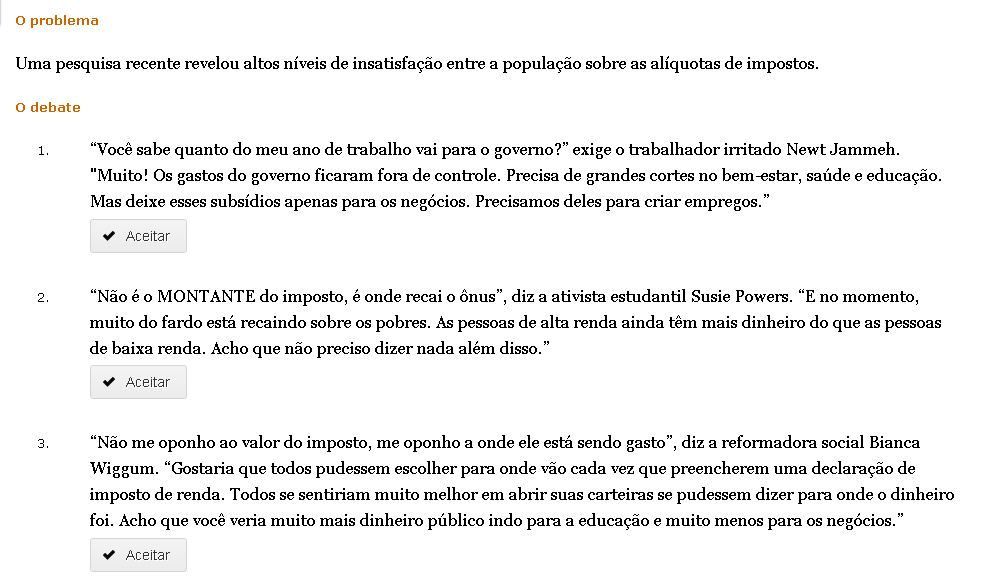 O problema
Uma pesquisa recente revelou altos níveis de insatisfação entre a população sobre as alíquotas de impostos.
O debate
1. “Você sabe quanto do meu ano de trabalho vai para o governo?” exige o trabalhador irritado Newt Jammeh.
"Muito! Os gastos do governo ficaram fora de controle. Precisa de grandes cortes no bem-estar, saúde e educação.
Mas deixe esses subsídios apenas para os negócios. Precisamos deles para criar empregos.”
Aceitar
2. “Não é o MONTANTE do imposto, é onde recai o ônus”, diz a ativista estudantil Susie Powers. “E no momento,
muito do fardo está recaindo sobre os pobres. As pessoas de alta renda ainda têm mais dinheiro do que as pessoas
de baixa renda. Acho que não preciso dizer nada além disso.”
Aceitar
3. “Não me oponho ao valor do imposto, me oponho a onde ele está sendo gasto”, diz a reformadora social Bianca
Wiggum. “Gostaria que todos pudessem escolher para onde vão cada vez que preencherem uma declaração de
imposto de renda. Todos se sentiriam muito melhor em abrir suas carteiras se pudessem dizer para onde o dinheiro
foi. Acho que você veria muito mais dinheiro público indo para a educação e muito menos para os negócios.”
Aceitar